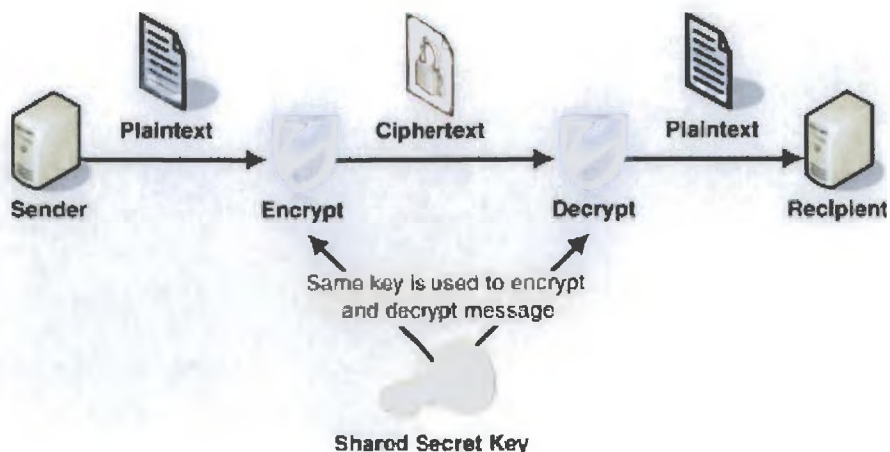 Plaintext
Ciphertext
Plaintext
Sender
Encrypt
Decrypt
Recipient
Same key is used to encrypt
and decrypt message
Shared Secret Key